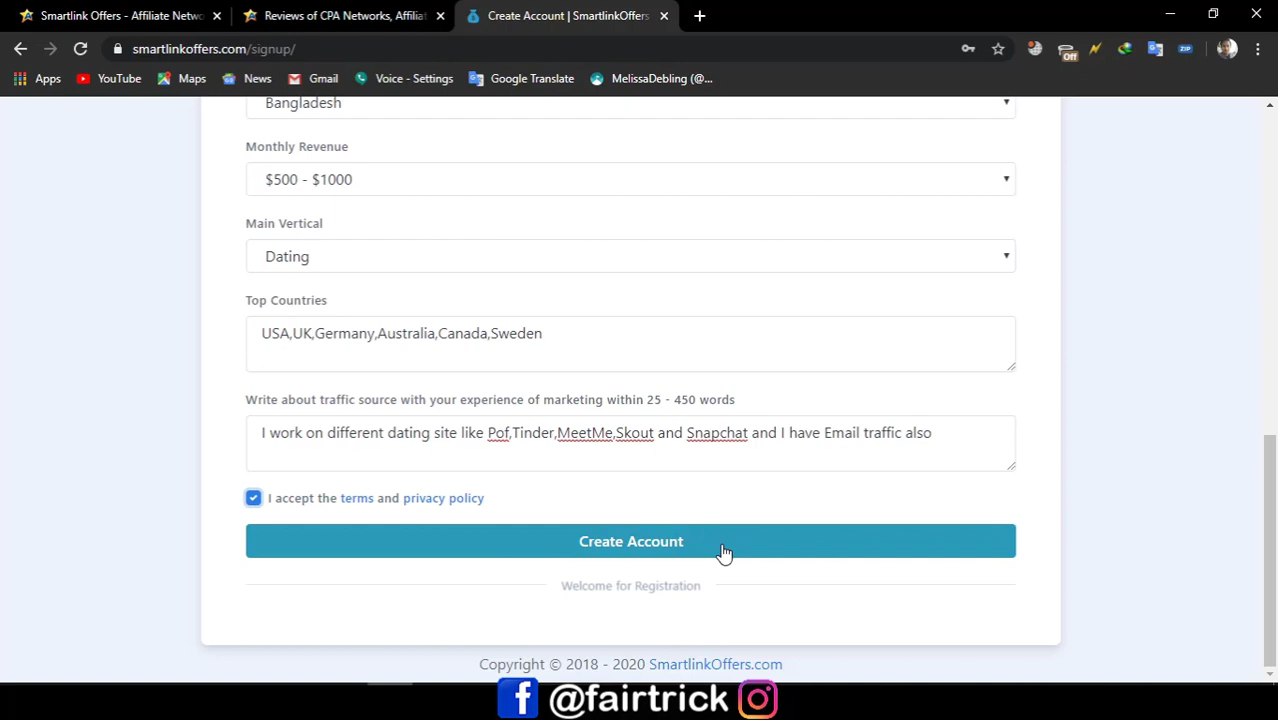 Smartlink Offers - Affiliate Netwo
Reviews of CPA Networks, Affiliat
Create Account | SmartlinkOffers
smartlinkoffers.com/signup/
Off
ZIP
Apps
YouTube
Maps
News
Gmail
Voice - Settings
Google Translate
MelissaDebling (@...
Bangladesh
Monthly Revenue
$500 - $1000
Main Vertical
Dating
Top Countries
USA,UK,Germany,Australia,Canada,Sweden
Write about traffic source with your experience of marketing within 25 - 450 words
I work on different dating site like Pof,Tinder,MeetMe,Skout and Snapchat and I have Email traffic also
I accept the terms and privacy policy
Create Account
Welcome for Registration
Copyright © 2018 - 2020 SmartlinkOffers.com
@fairtrick